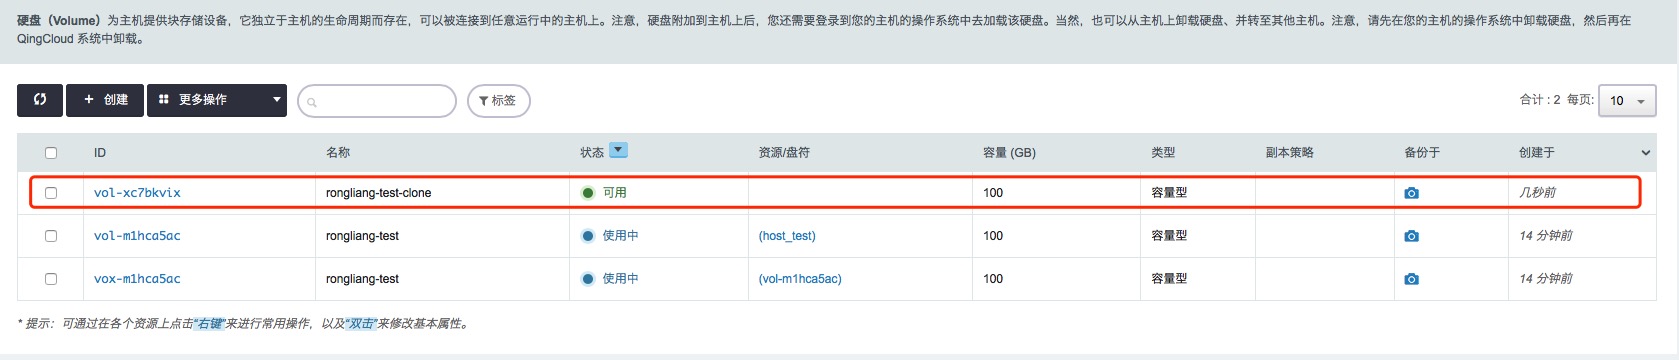 硬盘（Volume）为主机提供块存储设备，它独立于主机的生命周期而存在，可以被连接到任意运行中的主机上。注意，硬盘附加到主机上后，您还需要登录到您的主机的操作系统中去加载该硬盘。当然，也可以从主机上卸载硬盘、并转至其他主机。注意，请先在您的主机的操作系统中卸载硬盘，然后再在
QingCloud 系统中卸载。
+ 创建 更多操作 标签 合计 : 2 每页: 10
ID 名称 状态 资源/盘符 容量 (GB) 类型 副本策略 备份于 创建于
vol-xc7bkvix rongliang-test-clone 可用 100 容量型 几秒前
vol-m1hca5ac rongliang-test 使用中 (host_test) 100 容量型 14 分钟前
vox-m1hca5ac rongliang-test 使用中 (vol-m1hca5ac) 100 容量型 14 分钟前
* 提示：可通过在各个资源上点击“右键”来进行常用操作，以及“双击”来修改基本属性。